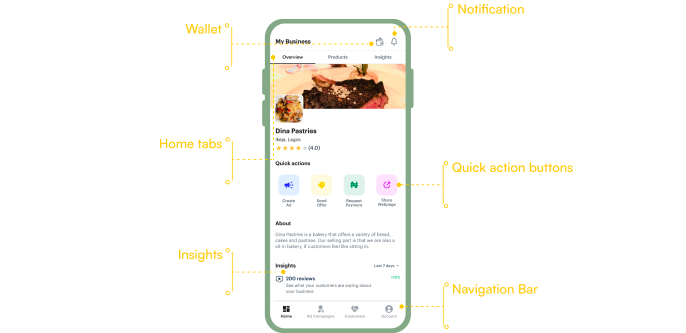 Notification
Wallet
My Business
Overview
Products
Insights
Dina Pastries
Ikeja, Lagos
(4.0)
Home tabs
Quick actions
Quick action buttons
Create
Ad
Send
Offer
Request
Payment
Share
Webpage
About
Dina Pastries is a bakery that offers a variety of bread,
cakes and pastries. Our selling part is that we are also a
sit-in bakery, if customers feel like sitting in.
Insights
Insights
Last 7 days
200 reviews
See what your customers are saying about
your business
Navigation Bar
Home
Ad Campaigns
Customers
Account